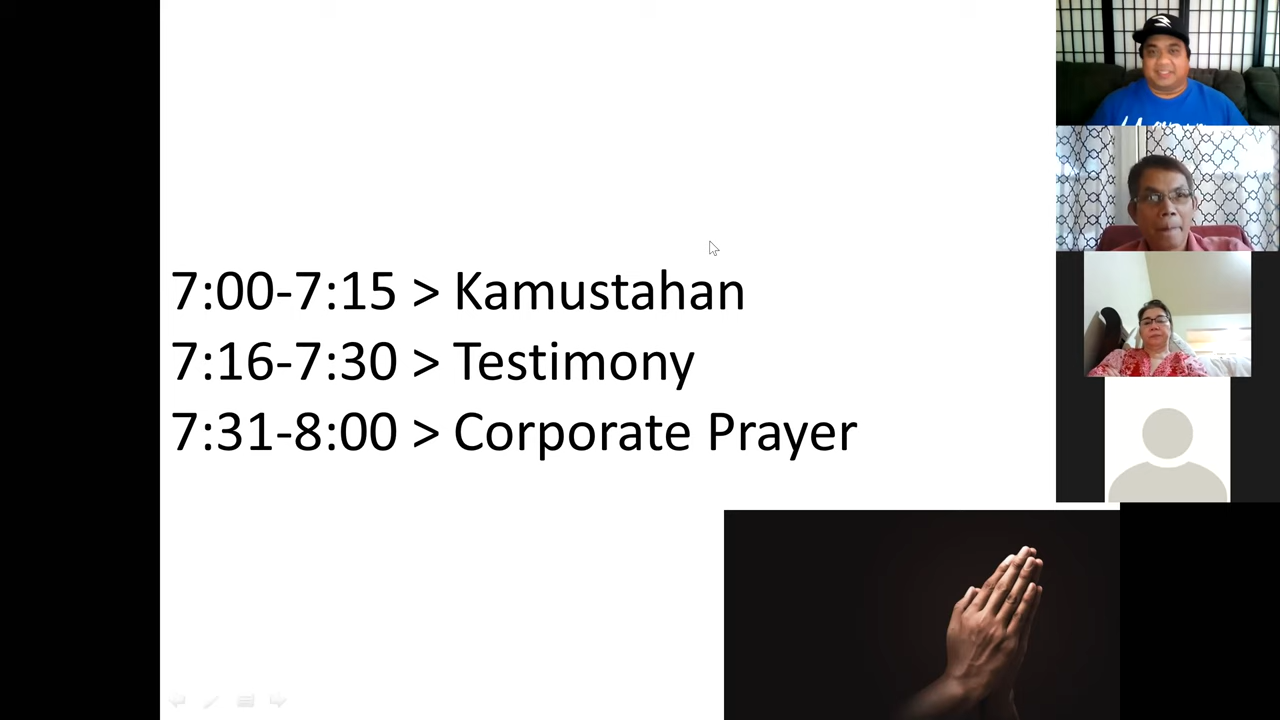 7:00-7:15 > Kamustahan
7:16-7:30 > Testimony
7:31-8:00 > Corporate Prayer